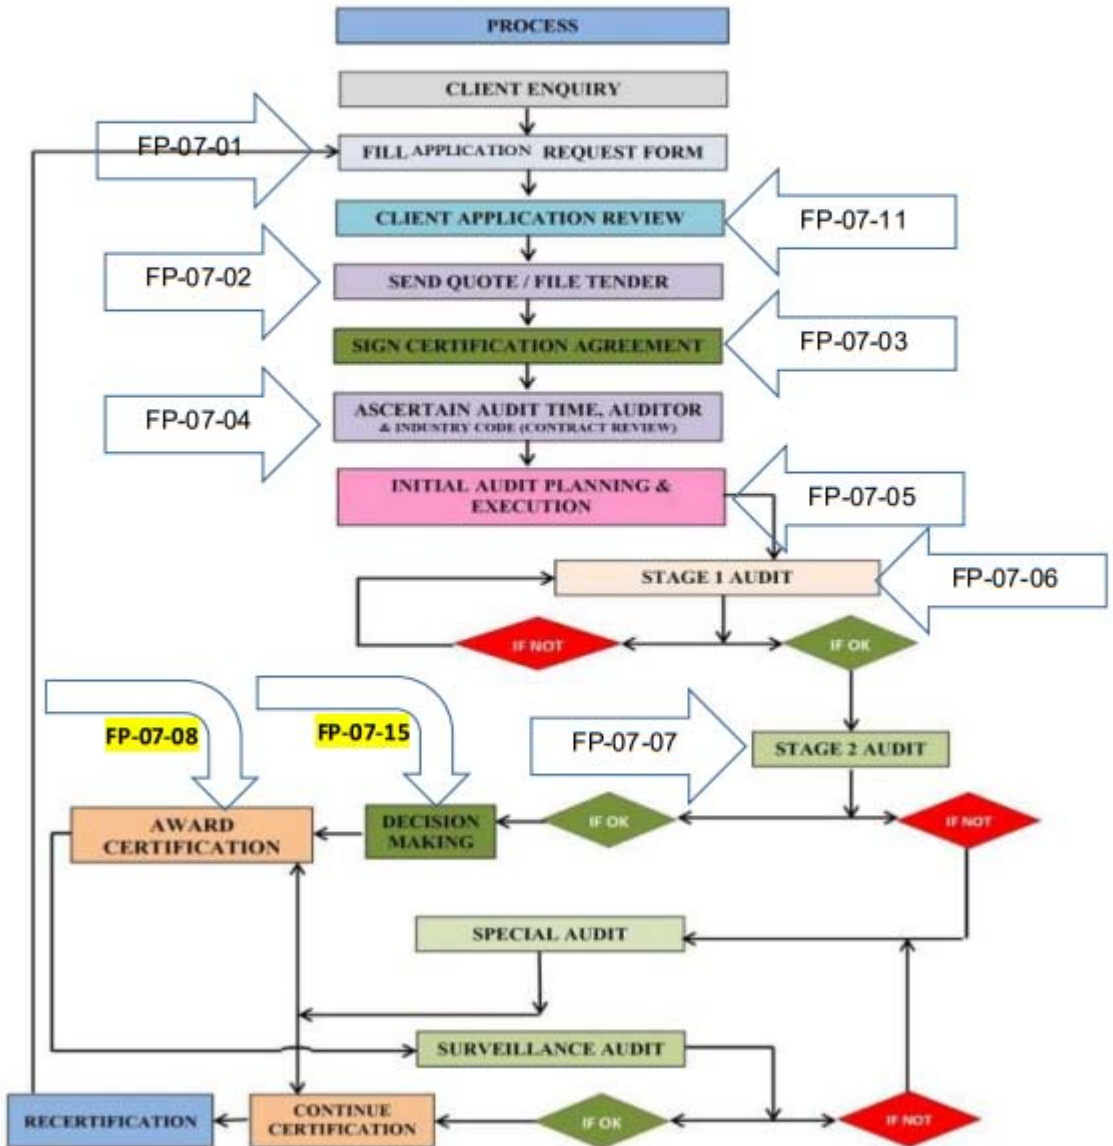 PROCESS
CLIENT ENQUIRY
FP-07-01
FILL APPLICATION REQUEST FORM
CLIENT APPLICATION REVIEW
FP-07-11
FP-07-02
SEND QUOTE / FILE TENDER
SIGN CERTIFICATION AGREEMENT
FP-07-03
FP-07-04
ASCERTAIN AUDIT TIME, AUDITOR
& INDUSTRY CODE (CONTRACT REVIEW)
INITIAL AUDIT PLANNING &
EXECUTION
FP-07-05
STAGE 1 AUDIT
FP-07-06
IF NOT
IF OK
FP-07-08
FP-07-15
FP-07-07
STAGE 2 AUDIT
AWARD
CERTIFICATION
DECISION
MAKING
IF OK
IF NOT
SPECIAL AUDIT
SURVEILLANCE AUDIT
RECERTIFICATION
CONTINUE
CERTIFICATION
IF OK
IF NOT